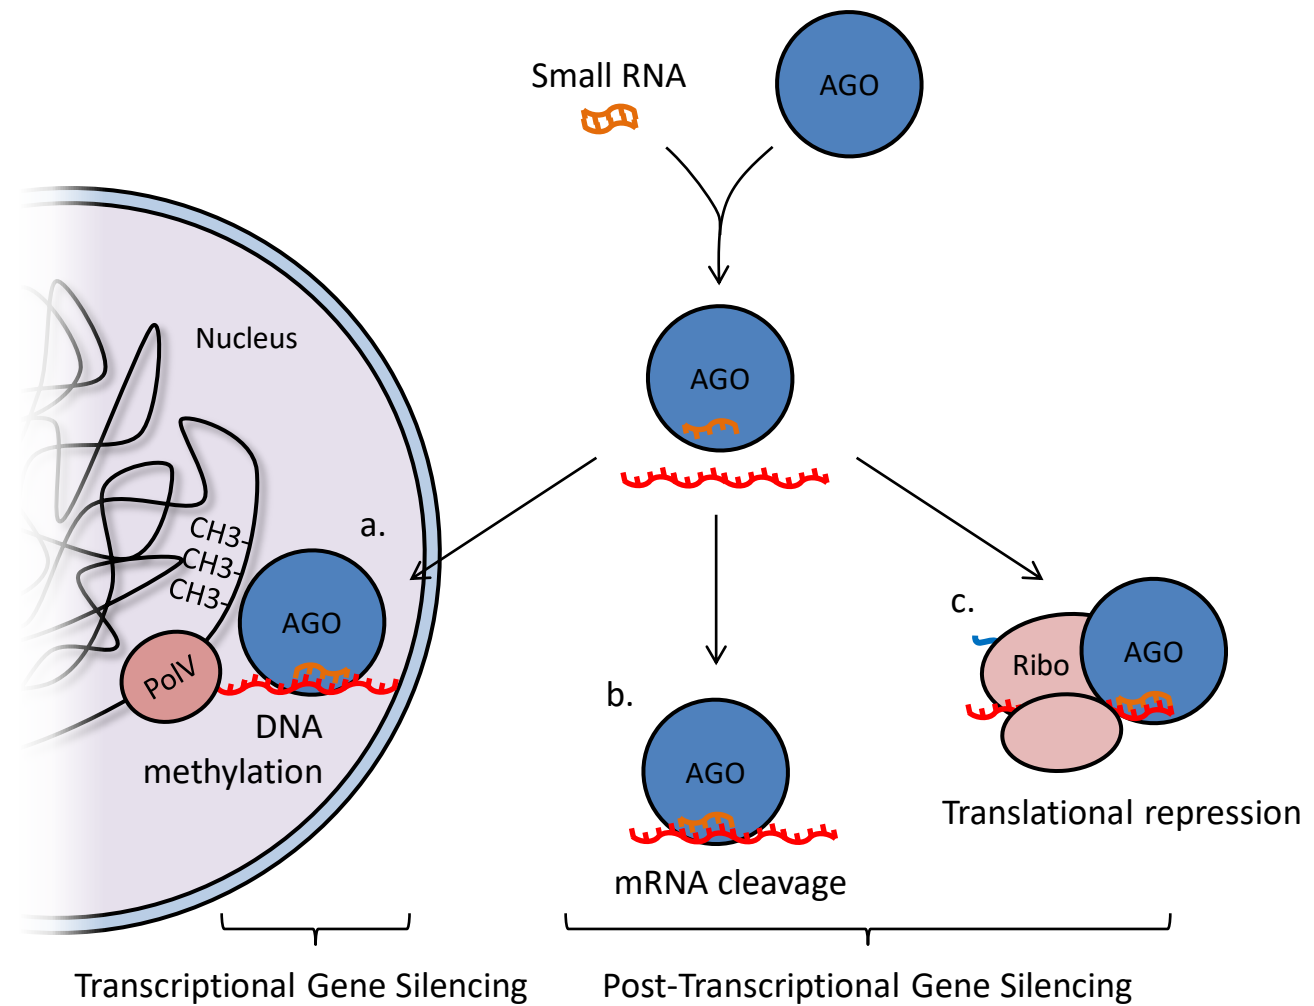 Small RNA
AGO
Nucleus
AGO
a.
CH3-
CH3-
CH3-
AGO
PolV
DNA
methylation
b.
AGO
mRNA cleavage
c.
Ribo
AGO
Translational repression
Transcriptional Gene Silencing
Post-Transcriptional Gene Silencing